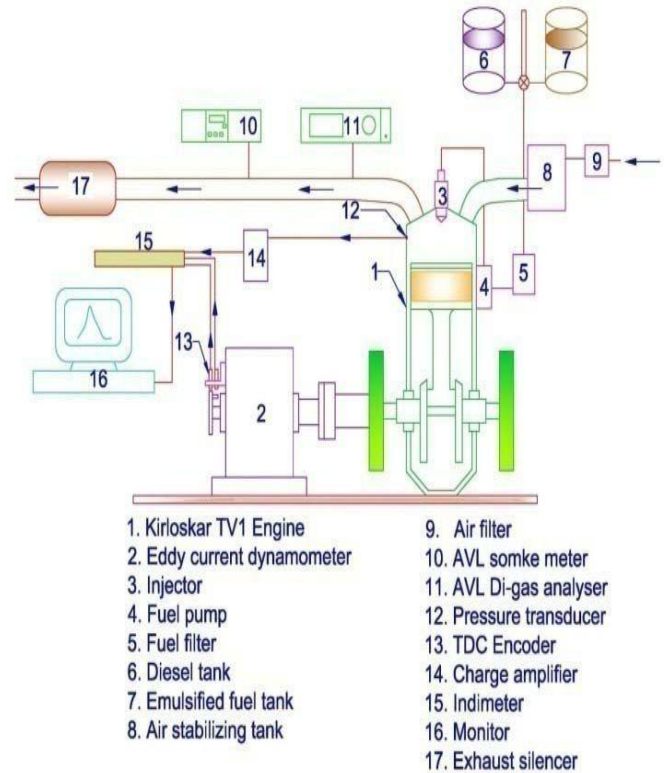 6
7
10
11
17
3
8
9
12
15
14
1
4
5
13
16
2
1. Kirloskar TV1 Engine
2. Eddy current dynamometer
3. Injector
4. Fuel pump
5. Fuel filter
6. Diesel tank
7. Emulsified fuel tank
8. Air stabilizing tank
9. Air filter
10. AVL somke meter
11. AVL Di-gas analyser
12. Pressure transducer
13. TDC Encoder
14. Charge amplifier
15. Indimeter
16. Monitor
17. Exhaust silencer